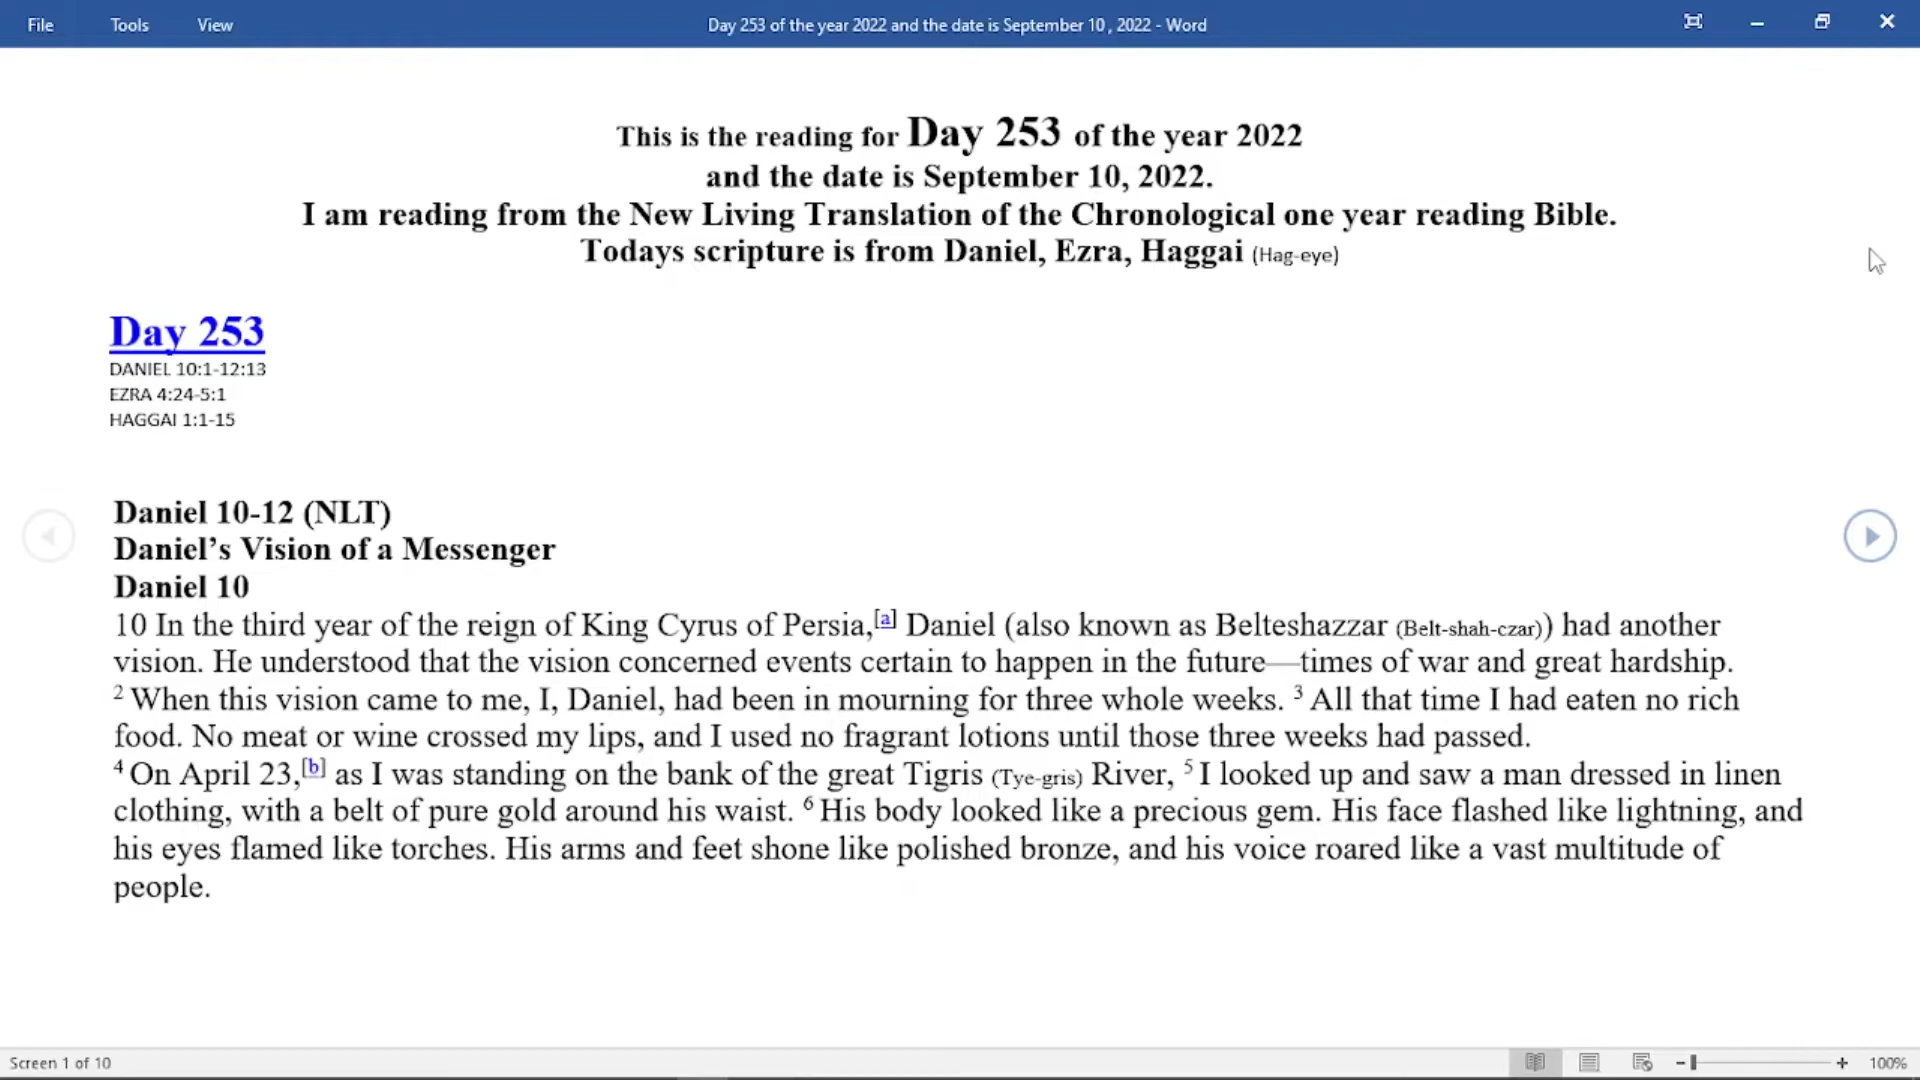 File Tools View Day 253 of the year 2022 and the date is September 10 , 2022 - Word
This is the reading for Day 253 of the year 2022
and the date is September 10, 2022.
I am reading from the New Living Translation of the Chronological one year reading Bible.
Todays scripture is from Daniel, Ezra, Haggai (Hag-eye)
Day 253
DANIEL 10:1-12:13
EZRA 4:24-5:1
HAGGAI 1:1-15
Daniel 10-12 (NLT)
Daniel’s Vision of a Messenger
Daniel 10
10 In the third year of the reign of King Cyrus of Persia,[a] Daniel (also known as Belteshazzar (Belt-shah-czar)) had another
vision. He understood that the vision concerned events certain to happen in the future—times of war and great hardship.
2 When this vision came to me, I, Daniel, had been in mourning for three whole weeks. 3 All that time I had eaten no rich
food. No meat or wine crossed my lips, and I used no fragrant lotions until those three weeks had passed.
4 On April 23,[b] as I was standing on the bank of the great Tigris (Tye-gris) River, 5 I looked up and saw a man dressed in linen
clothing, with a belt of pure gold around his waist. 6 His body looked like a precious gem. His face flashed like lightning, and
his eyes flamed like torches. His arms and feet shone like polished bronze, and his voice roared like a vast multitude of
people.
Screen 1 of 10 100%